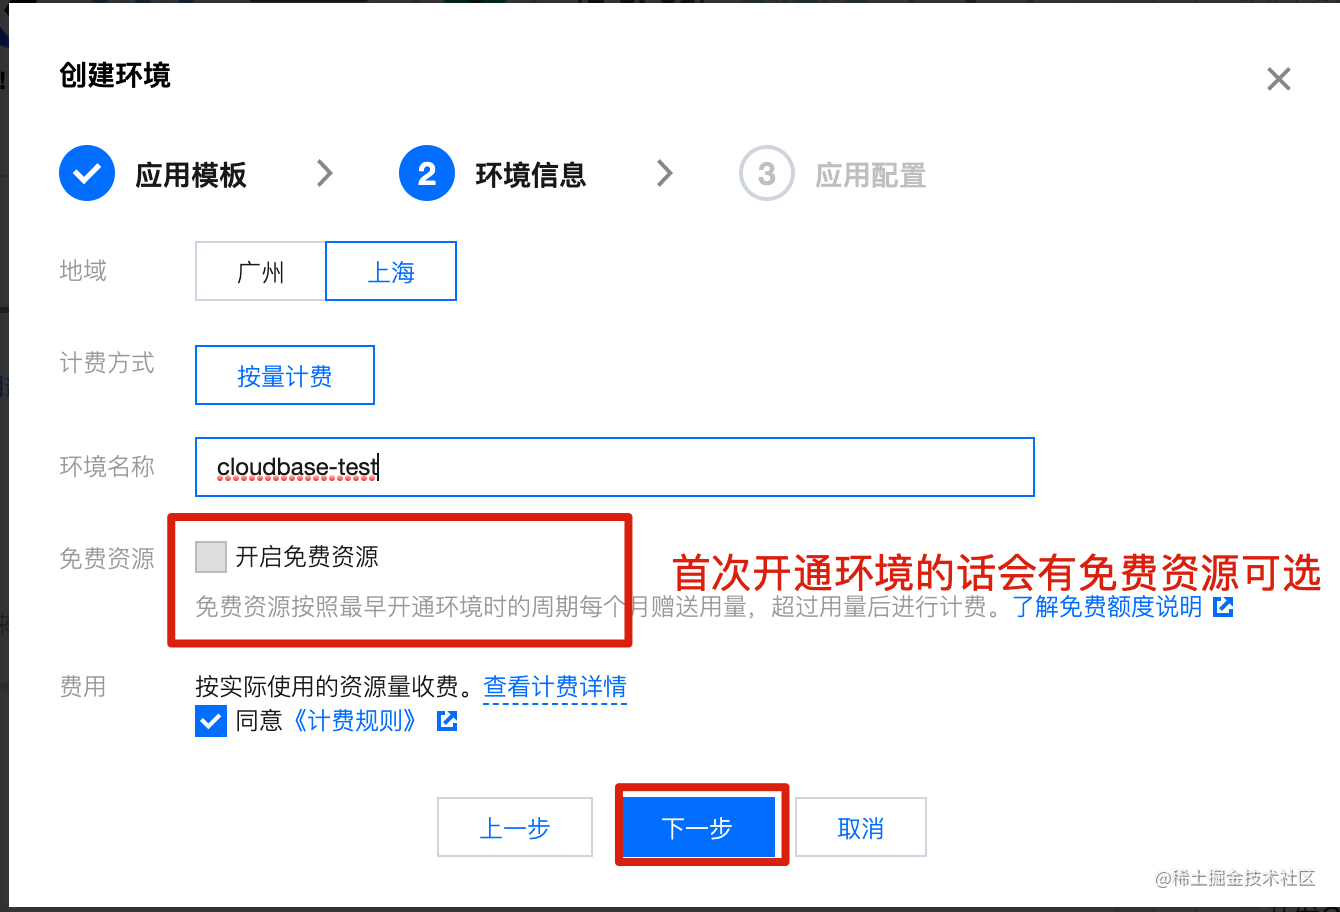 创建环境
应用模板
2 环境信息
3 应用配置
地域 广州 上海
计费方式 按量计费
环境名称 cloudbase-test
免费资源 开启免费资源
首次开通环境的话会有免费资源可选
免费资源按照最早开通环境时的周期每个月赠送用量，超过用量后进行计费。了解免费额度说明
费用 按实际使用的资源量收费。查看计费详情
同意《计费规则》
上一步 下一步 取消
@稀土掘金技术社区